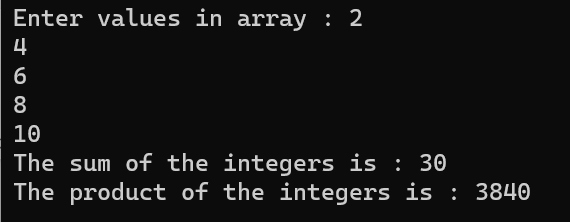 Enter values in array : 2
4
6
8
10
The sum of the integers is : 30
The product of the integers is : 3840